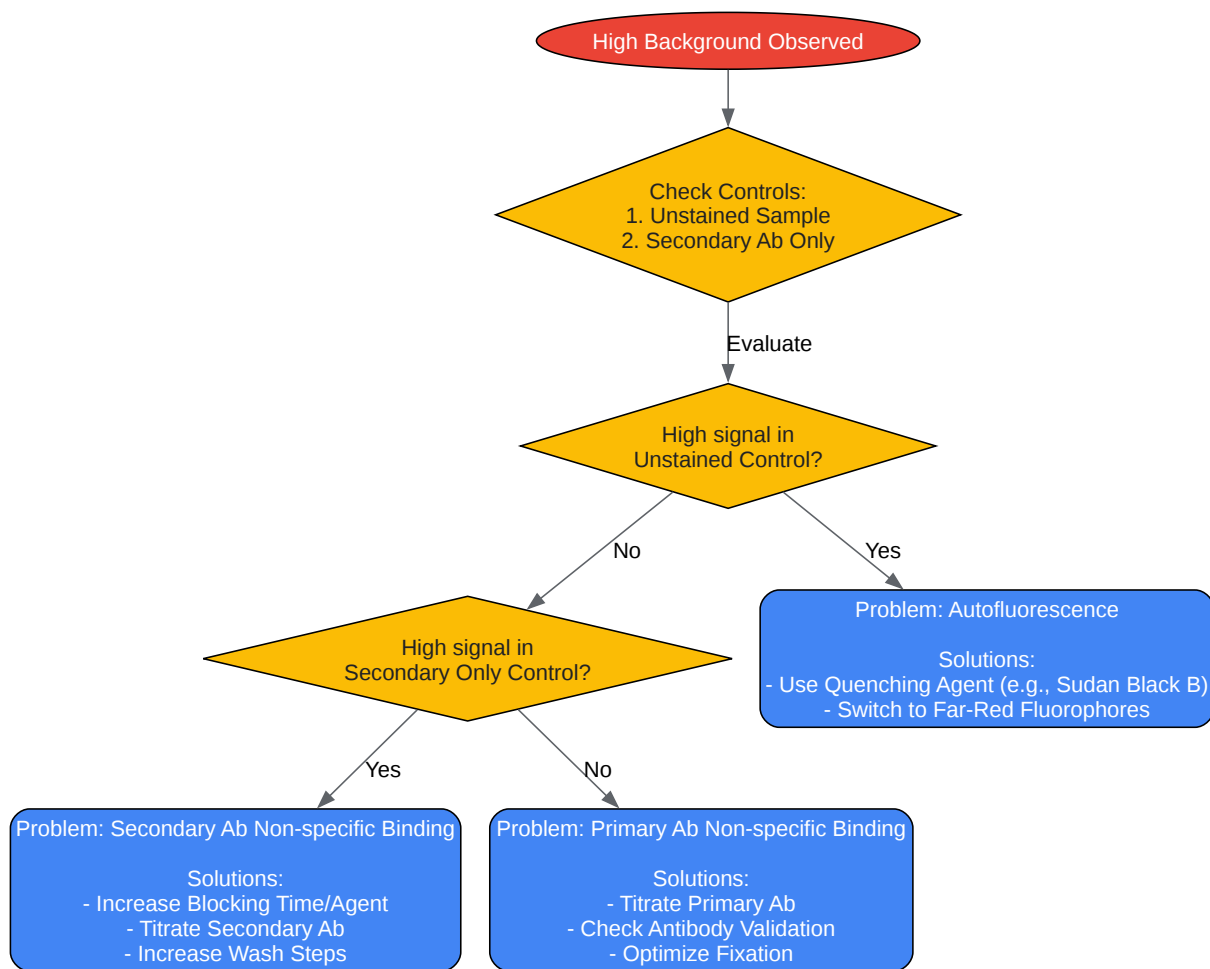 High Background Observed
Check Controls:
1. Unstained Sample
2. Secondary Ab Only
Evaluate
High signal in
Unstained Control?
No
Yes
Problem: Autofluorescence
Solutions:
- Use Quenching Agent (e.g., Sudan Black B)
- Switch to Far-Red Fluorophores
High signal in
Secondary Only Control?
Yes
No
Problem: Secondary Ab Non-specific Binding
Solutions:
- Increase Blocking Time/Agent
- Titrate Secondary Ab
- Increase Wash Steps
Problem: Primary Ab Non-specific Binding
Solutions:
- Titrate Primary Ab
- Check Antibody Validation
- Optimize Fixation